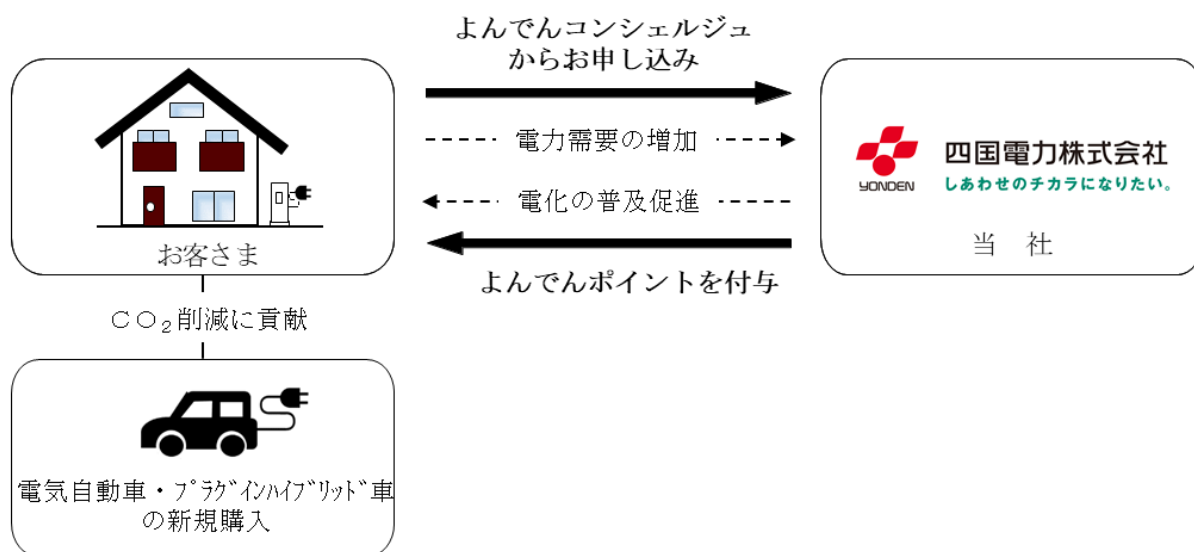 よんでんコンシェルジュ
からお申し込み
電力需要の増加
電化の普及促進
よんでんポイントを付与
お客さま
YONDEN
四国電力株式会社
しあわせのチカラになりたい。
当　社
ＣＯ₂削減に貢献
電気自動車・ﾌﾟﾗｸﾞｲﾝﾊｲﾌﾞﾘｯﾄﾞ車
の新規購入